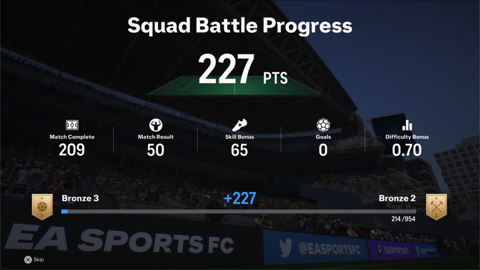 Squad Battle Progress
227 PTS
Match Complete
209
Match Result
50
Skill Bonus
65
Goals
0
Difficulty Bonus
0.70
Bronze 3
+227
Bronze 2
214 /954
EA SPORTS FC
@EASPORTSFC
Skip